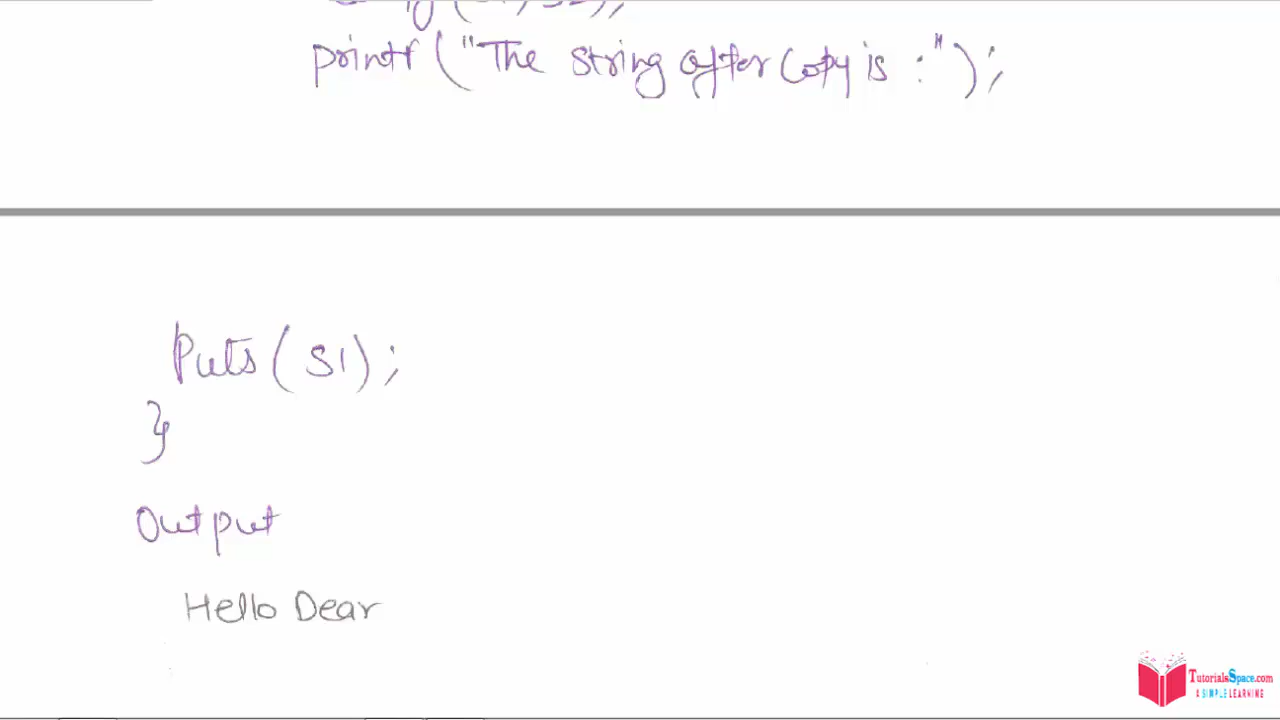 printf ("The string after Copy is :");
Puts( S1);
}
Output
Hello Dear
TutorialsSpace.com
A SIMPLE LEARNING